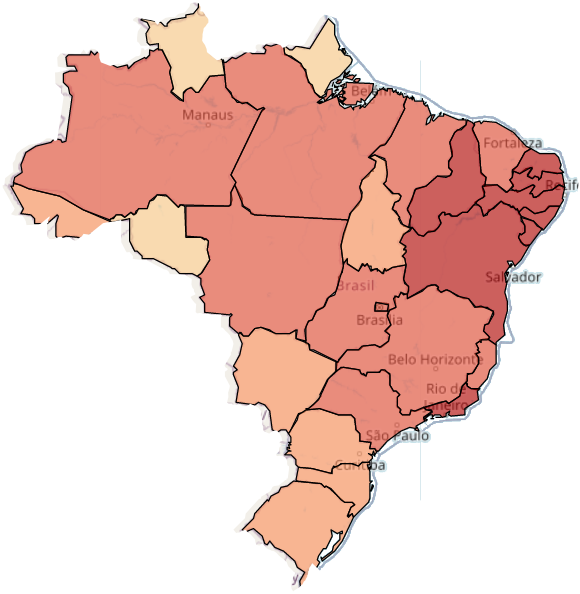 Belém
Manaus
Fortaleza
Recife
Salvador
Brasil
Brasília
Belo Horizonte
Rio de
Janeiro
São Paulo
Curitiba